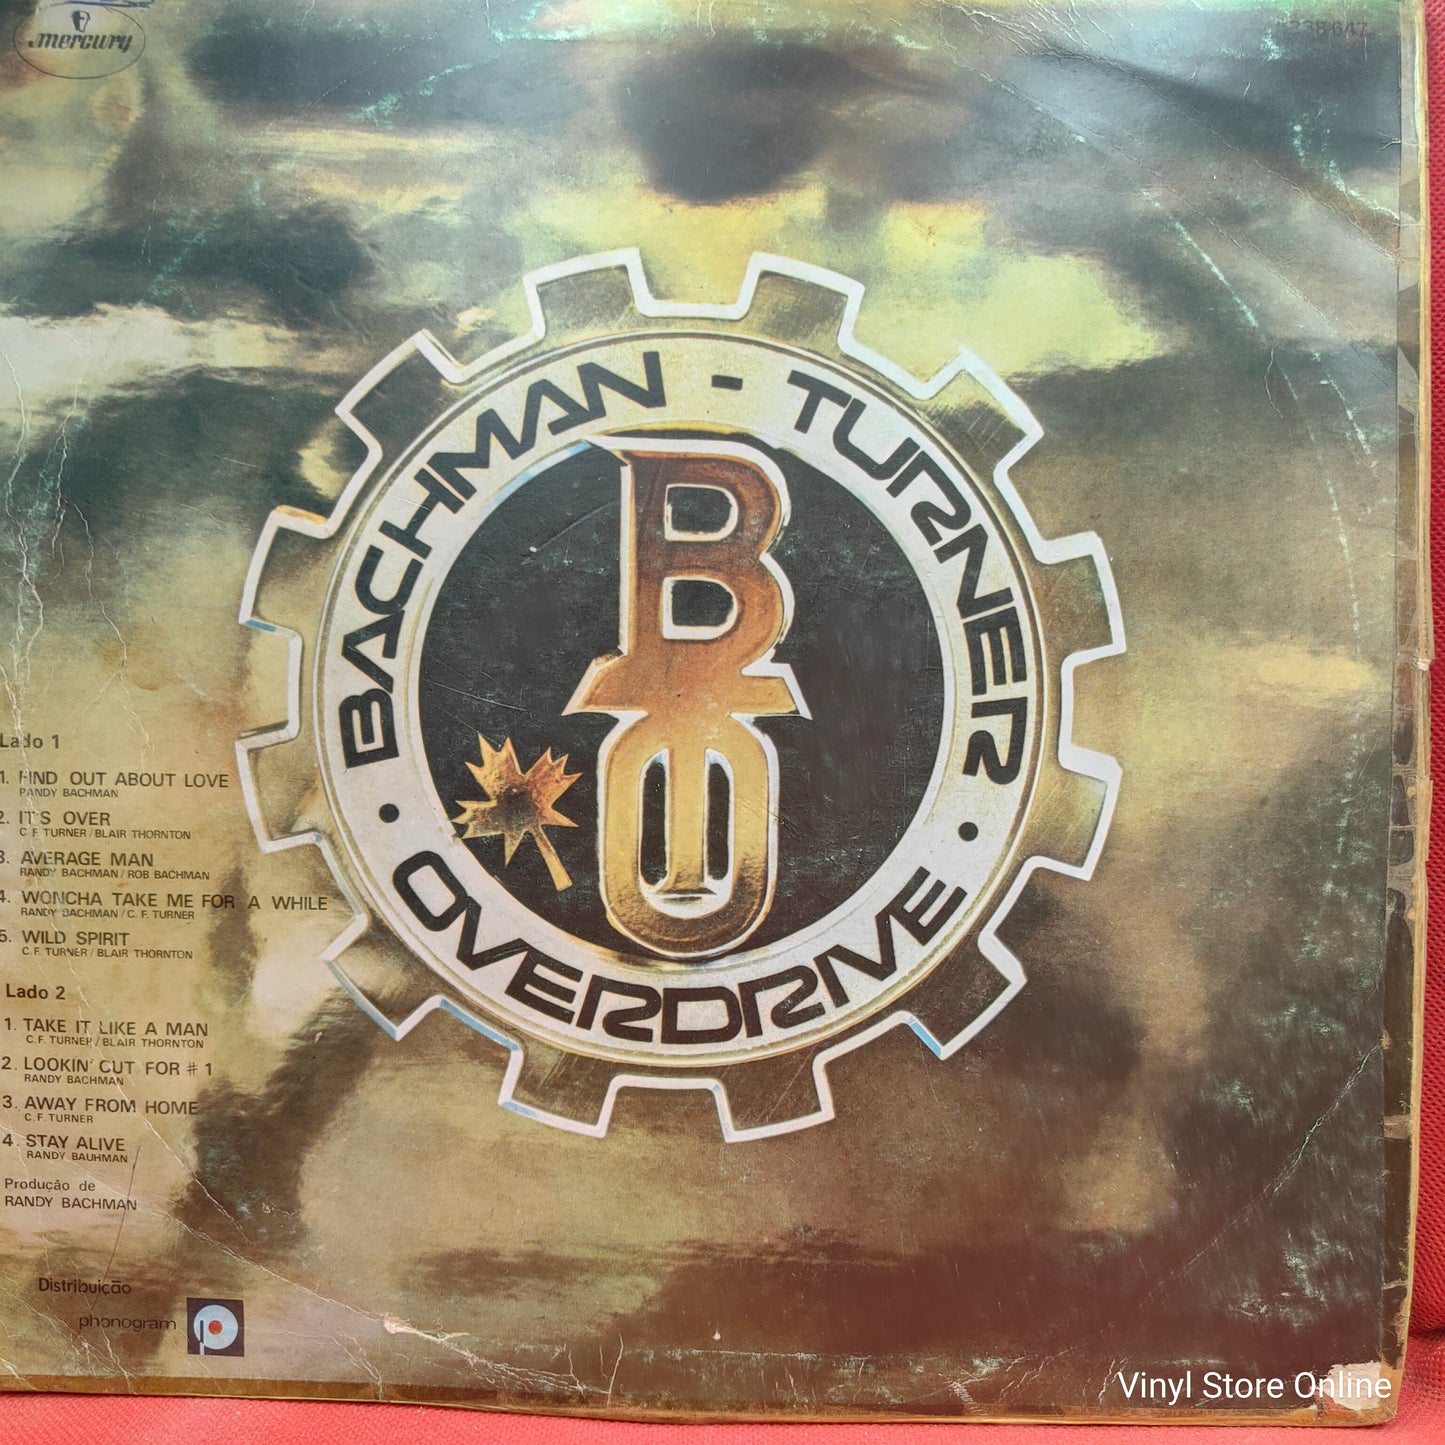 mercury
BACHMAN - TURNER
• OVERDRIVE •
BTO
Lado 1
1. FIND OUT ABOUT LOVE
RANDY BACHMAN
2. IT'S OVER
C. F. TURNER / BLAIR THORNTON
3. AVERAGE MAN
RANDY BACHMAN / ROB BACHMAN
4. WONCHA TAKE ME FOR A WHILE
RANDY BACHMAN / C. F. TURNER
5. WILD SPIRIT
C. F. TURNER / BLAIR THORNTON
Lado 2
1. TAKE IT LIKE A MAN
C. F. TURNER / BLAIR THORNTON
2. LOOKIN' OUT FOR # 1
RANDY BACHMAN
3. AWAY FROM HOME
C. F. TURNER
4. STAY ALIVE
RANDY BAUHMAN
Producão de
RANDY BACHMAN
Distribuição
phonogram
Vinyl Store Online